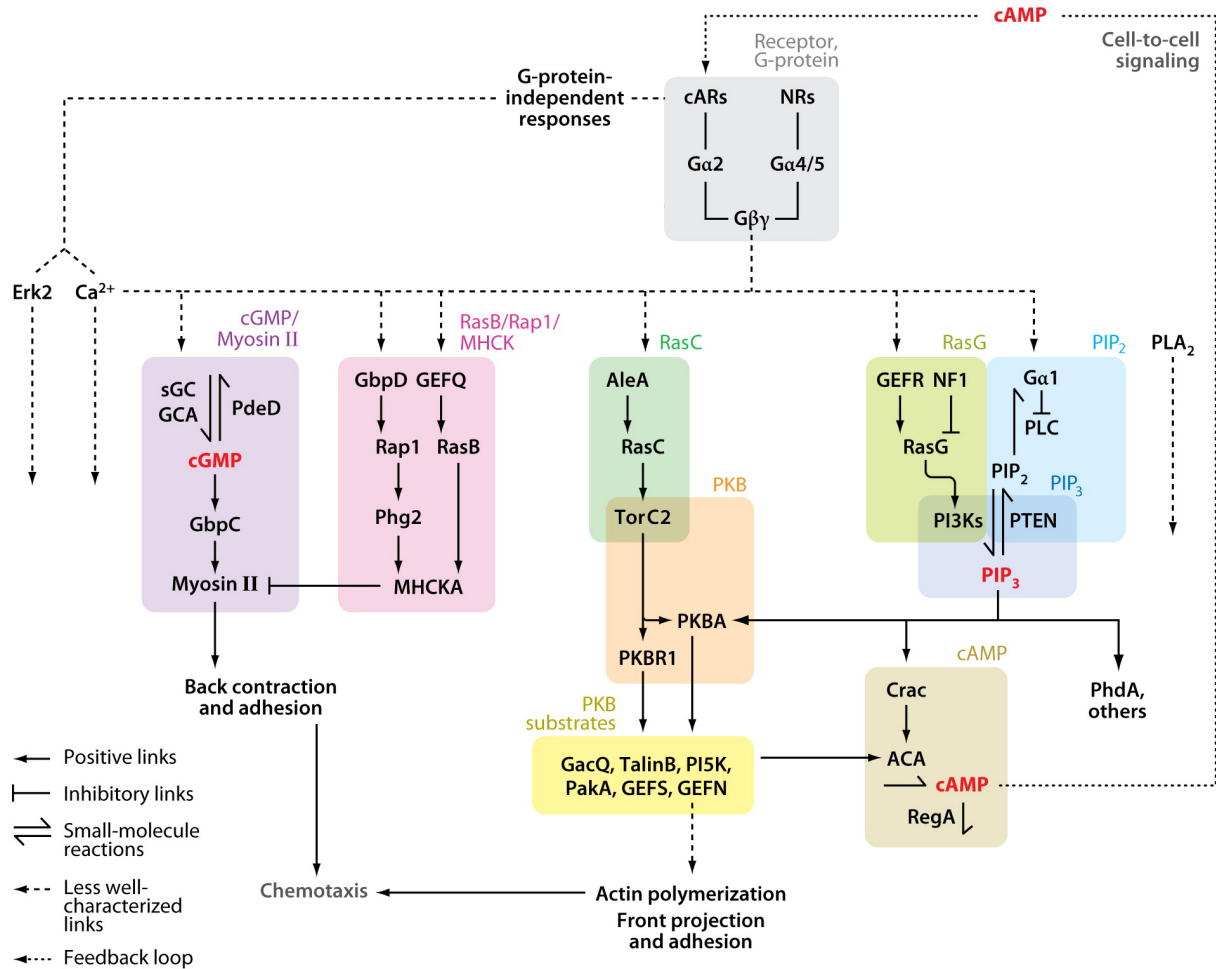 cAMP
Cell-to-cell
signaling
Receptor,
G-protein
G-protein-
independent
responses
cARs
NRs
Gα2
Gα4/5
Gβγ
Erk2
Ca²⁺
cGMP/
Myosin II
RasB/Rap1/
MHCK
RasC
RasG
PIP₂
PLA₂
sGC
GCA
PdeD
cGMP
GbpC
Myosin II
GbpD
GEFQ
Rap1
RasB
Phg2
MHCKA
AleA
RasC
PKB
TorC2
PKBA
PKBR1
GEFR
NF1
RasG
PI3Ks
Gα1
PLC
PIP₂
PIP₃
PTEN
PIP₃
Back contraction
and adhesion
PKB
substrates
GacQ, TalinB, PI5K,
PakA, GEFS, GEFN
cAMP
Crac
ACA
cAMP
RegA
PhdA,
others
Chemotaxis
Actin polymerization
Front projection
and adhesion
Positive links
Inhibitory links
Small-molecule
reactions
Less well-
characterized
links
Feedback loop